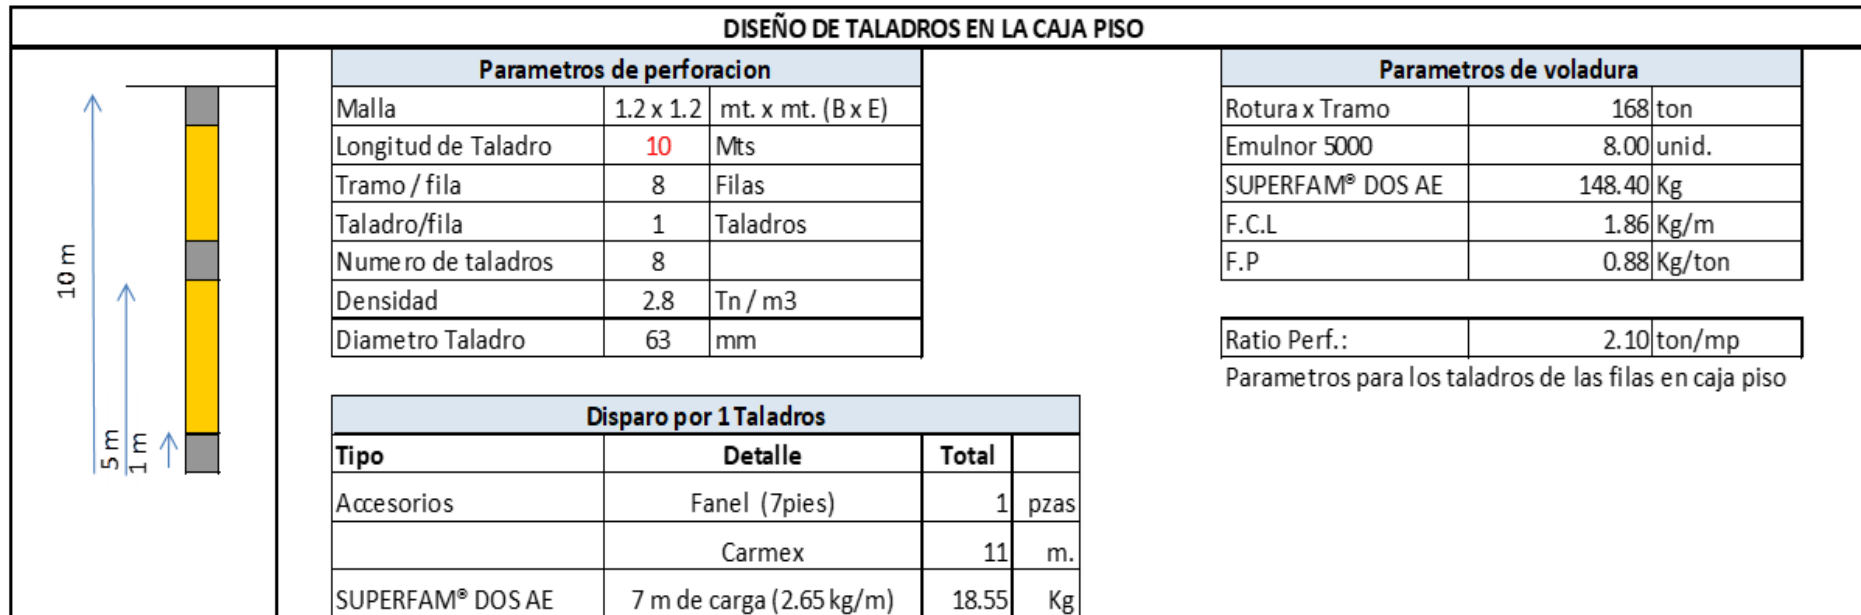 DISEÑO DE TALADROS EN LA CAJA PISO
10 m
5 m
1 m
Parametros de perforacion
Malla 1.2 x 1.2 mt. x mt. (B x E)
Longitud de Taladro 10 Mts
Tramo / fila 8 Filas
Taladro/fila 1 Taladros
Numero de taladros 8
Densidad 2.8 Tn / m3
Diametro Taladro 63 mm
Parametros de voladura
Rotura x Tramo 168 ton
Emulnor 5000 8.00 unid.
SUPERFAM® DOS AE 148.40 Kg
F.C.L 1.86 Kg/m
F.P 0.88 Kg/ton
Ratio Perf.: 2.10 ton/mp
Parametros para los taladros de las filas en caja piso
Disparo por 1 Taladros
Tipo Detalle Total
Accesorios Fanel (7pies) 1 pzas
Carmex 11 m.
SUPERFAM® DOS AE 7 m de carga (2.65 kg/m) 18.55 Kg